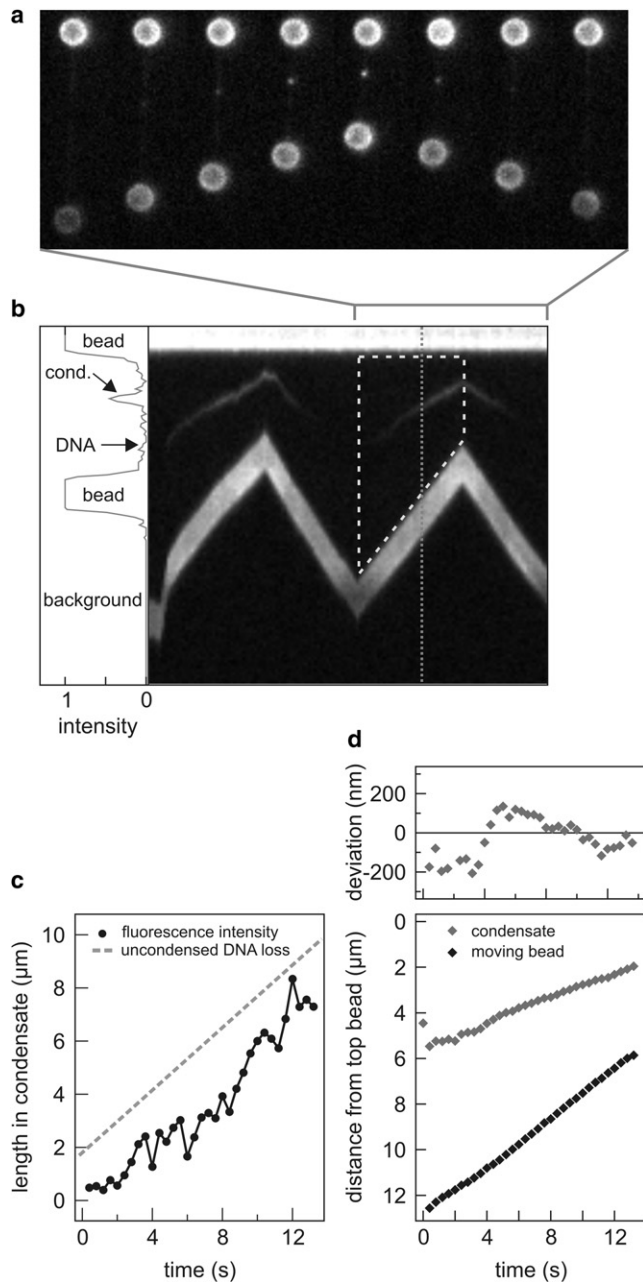 a
b
bead
cond.
DNA
bead
background
1
0
intensity
c
10
8
6
4
2
0
length in condensate (μm)
fluorescence intensity
uncondensed DNA loss
0
4
8
12
time (s)
d
200
0
-200
deviation (nm)
0
2
4
6
8
10
12
distance from top bead (μm)
condensate
moving bead
0
4
8
12
time (s)